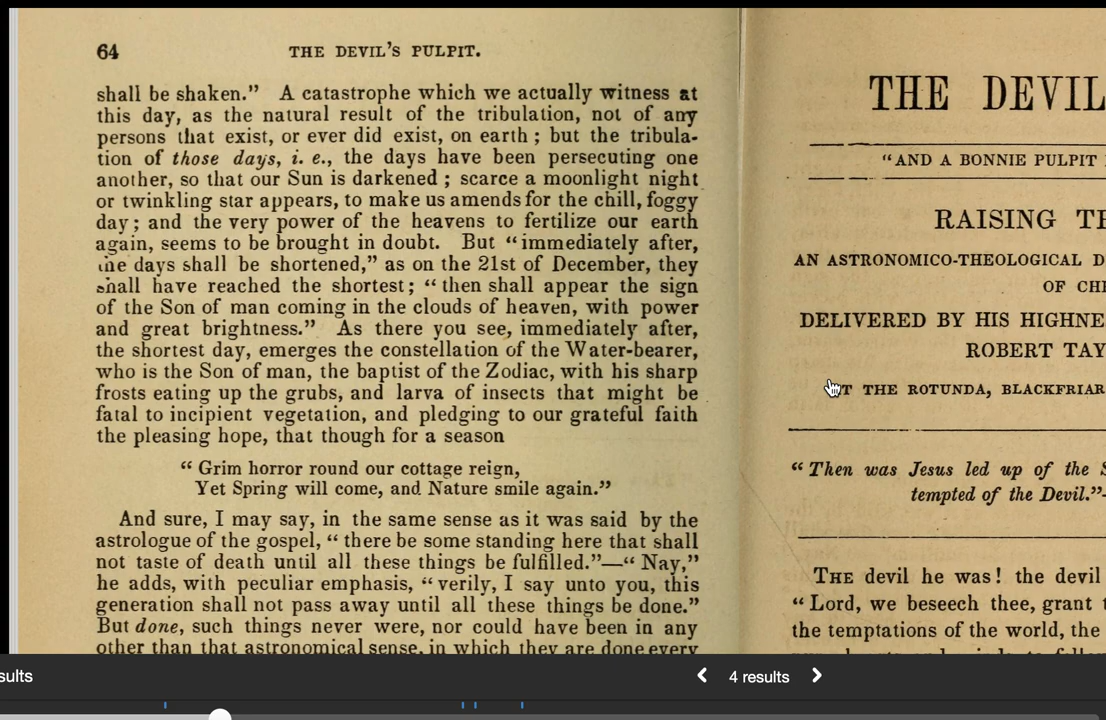 64
THE DEVIL'S PULPIT.
shall be shaken." A catastrophe which we actually witness at
this day, as the natural result of the tribulation, not of any
persons that exist, or ever did exist, on earth ; but the tribula-
tion of those days, i. e., the days have been persecuting one
another, so that our Sun is darkened ; scarce a moonlight night
or twinkling star appears, to make us amends for the chill, foggy
day ; and the very power of the heavens to fertilize our earth
again, seems to be brought in doubt. But "immediately after,
the days shall be shortened," as on the 21st of December, they
shall have reached the shortest ; "then shall appear the sign
of the Son of man coming in the clouds of heaven, with power
and great brightness." As there you see, immediately after,
the shortest day, emerges the constellation of the Water-bearer,
who is the Son of man, the baptist of the Zodiac, with his sharp
frosts eating up the grubs, and larva of insects that might be
fatal to incipient vegetation, and pledging to our grateful faith
the pleasing hope, that though for a season
"Grim horror round our cottage reign,
Yet Spring will come, and Nature smile again."
And sure, I may say, in the same sense as it was said by the
astrologue of the gospel, "there be some standing here that shall
not taste of death until all these things be fulfilled."—"Nay,"
he adds, with peculiar emphasis, "verily, I say unto you, this
generation shall not pass away until all these things be done."
But done, such things never were, nor could have been in any
other than that astronomical sense, in which they are done every
THE DEVIL
"AND A BONNIE PULPIT
RAISING
AN ASTRONOMICO-THEOLOGICAL
OF
DELIVERED BY HIS
ROBERT
THE ROTUNDA,
"Then was Jesus led up of the
tempted of the Devil."
THE devil he was! the devil
"Lord, we beseech thee, grant
the temptations of the world, the
4 results